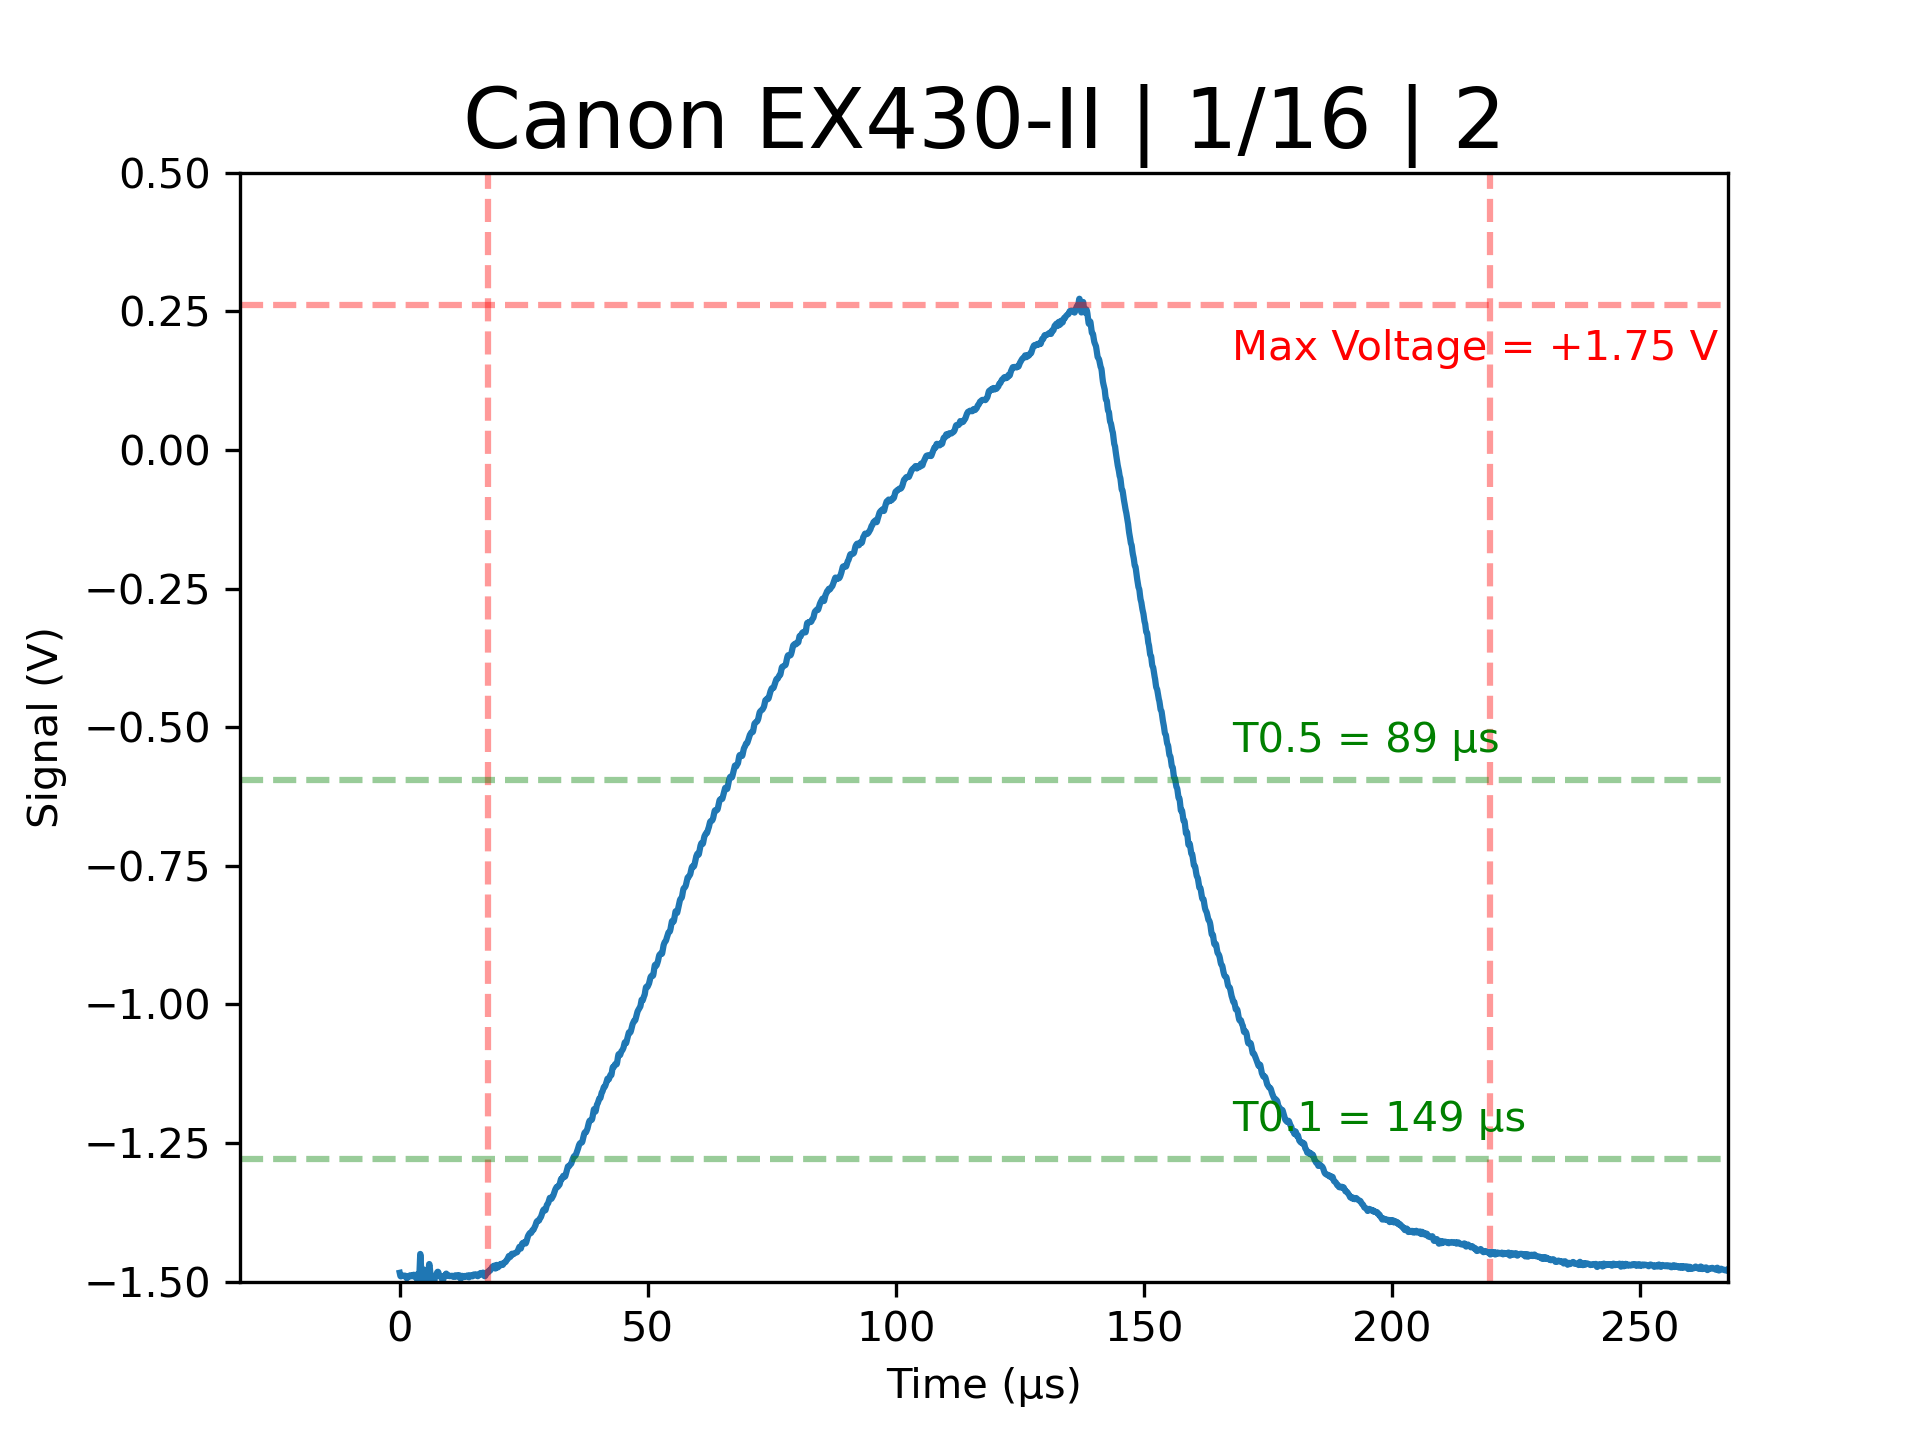 Canon EX430-II | 1/16 | 2
0.50
0.25
0.00
−0.25
−0.50
−0.75
−1.00
−1.25
−1.50
Signal (V)
Max Voltage = +1.75 V
T0.5 = 89 µs
T0.1 = 149 µs
0 50 100 150 200 250
Time (µs)